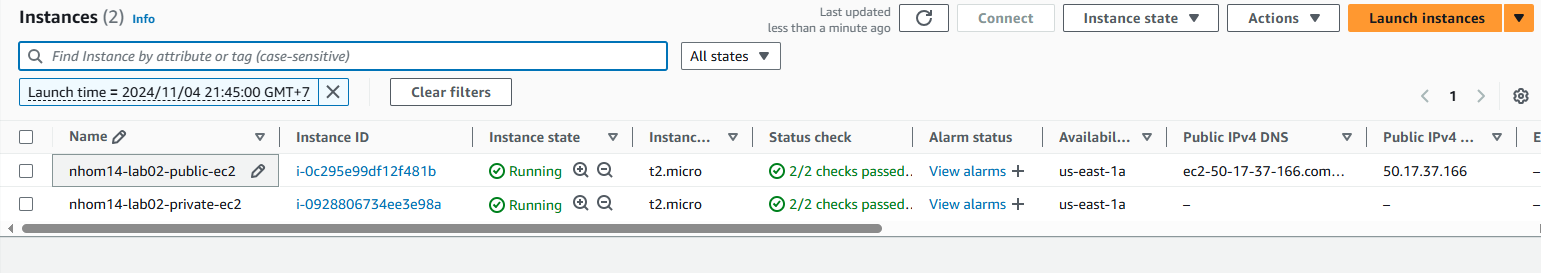 Instances (2) Info
Last updated
less than a minute ago
Connect
Instance state
Actions
Launch instances
Find Instance by attribute or tag (case-sensitive)
All states
Launch time = 2024/11/04 21:45:00 GMT+7
Clear filters
1
Name Instance ID Instance state Instanc... Status check Alarm status Availabil... Public IPv4 DNS Public IPv4 ... E
nhom14-lab02-public-ec2 i-0c295e99df12f481b Running t2.micro 2/2 checks passed.. View alarms + us-east-1a ec2-50-17-37-166.com... 50.17.37.166 –
nhom14-lab02-private-ec2 i-0928806734ee3e98a Running t2.micro 2/2 checks passed.. View alarms + us-east-1a – – –